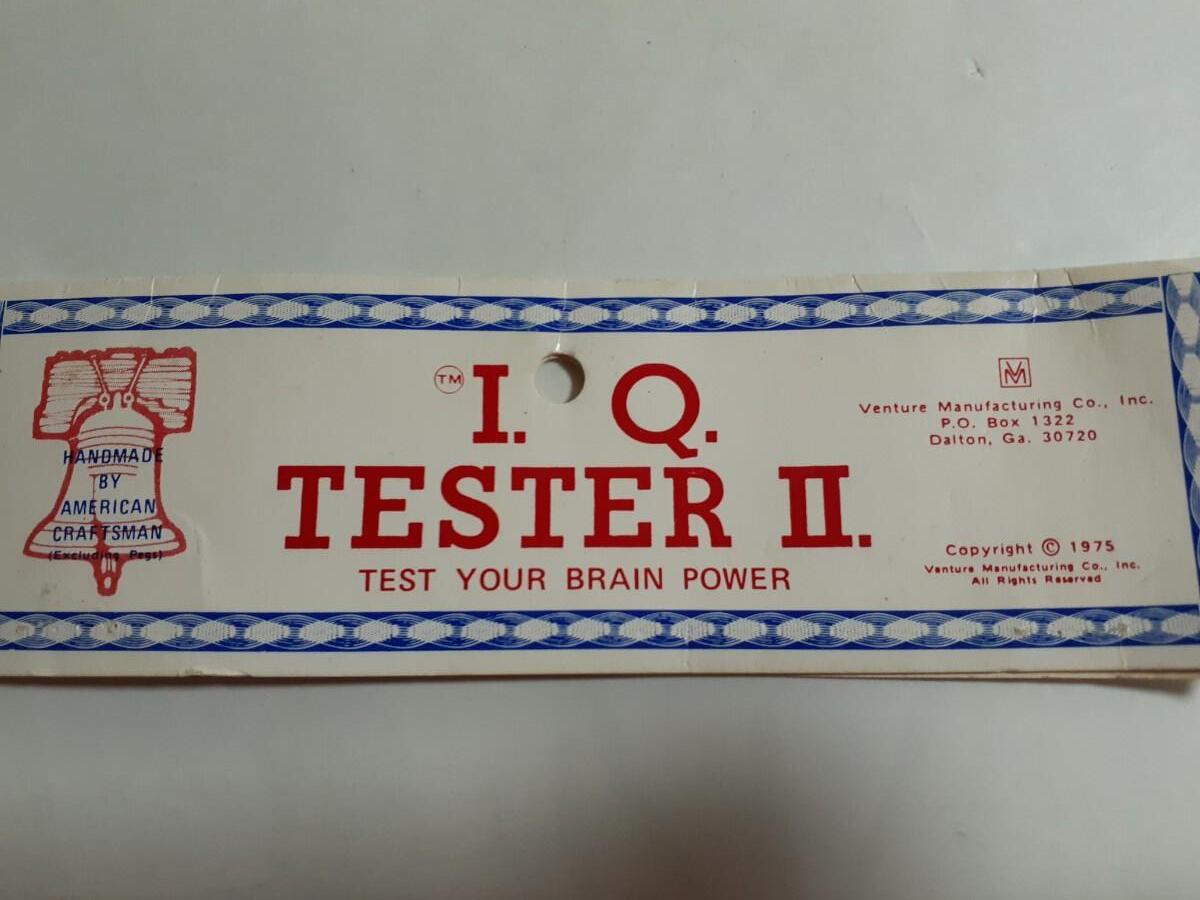 HANDMADE
BY
AMERICAN
CRAFTSMAN
(Excluding Pegs)
TM I. Q.
TESTER II.
TEST YOUR BRAIN POWER
VM
Venture Manufacturing Co., Inc.
P.O. Box 1322
Dalton, Ga. 30720
Copyright © 1975
Venture Manufacturing Co., Inc.
All Rights Reserved